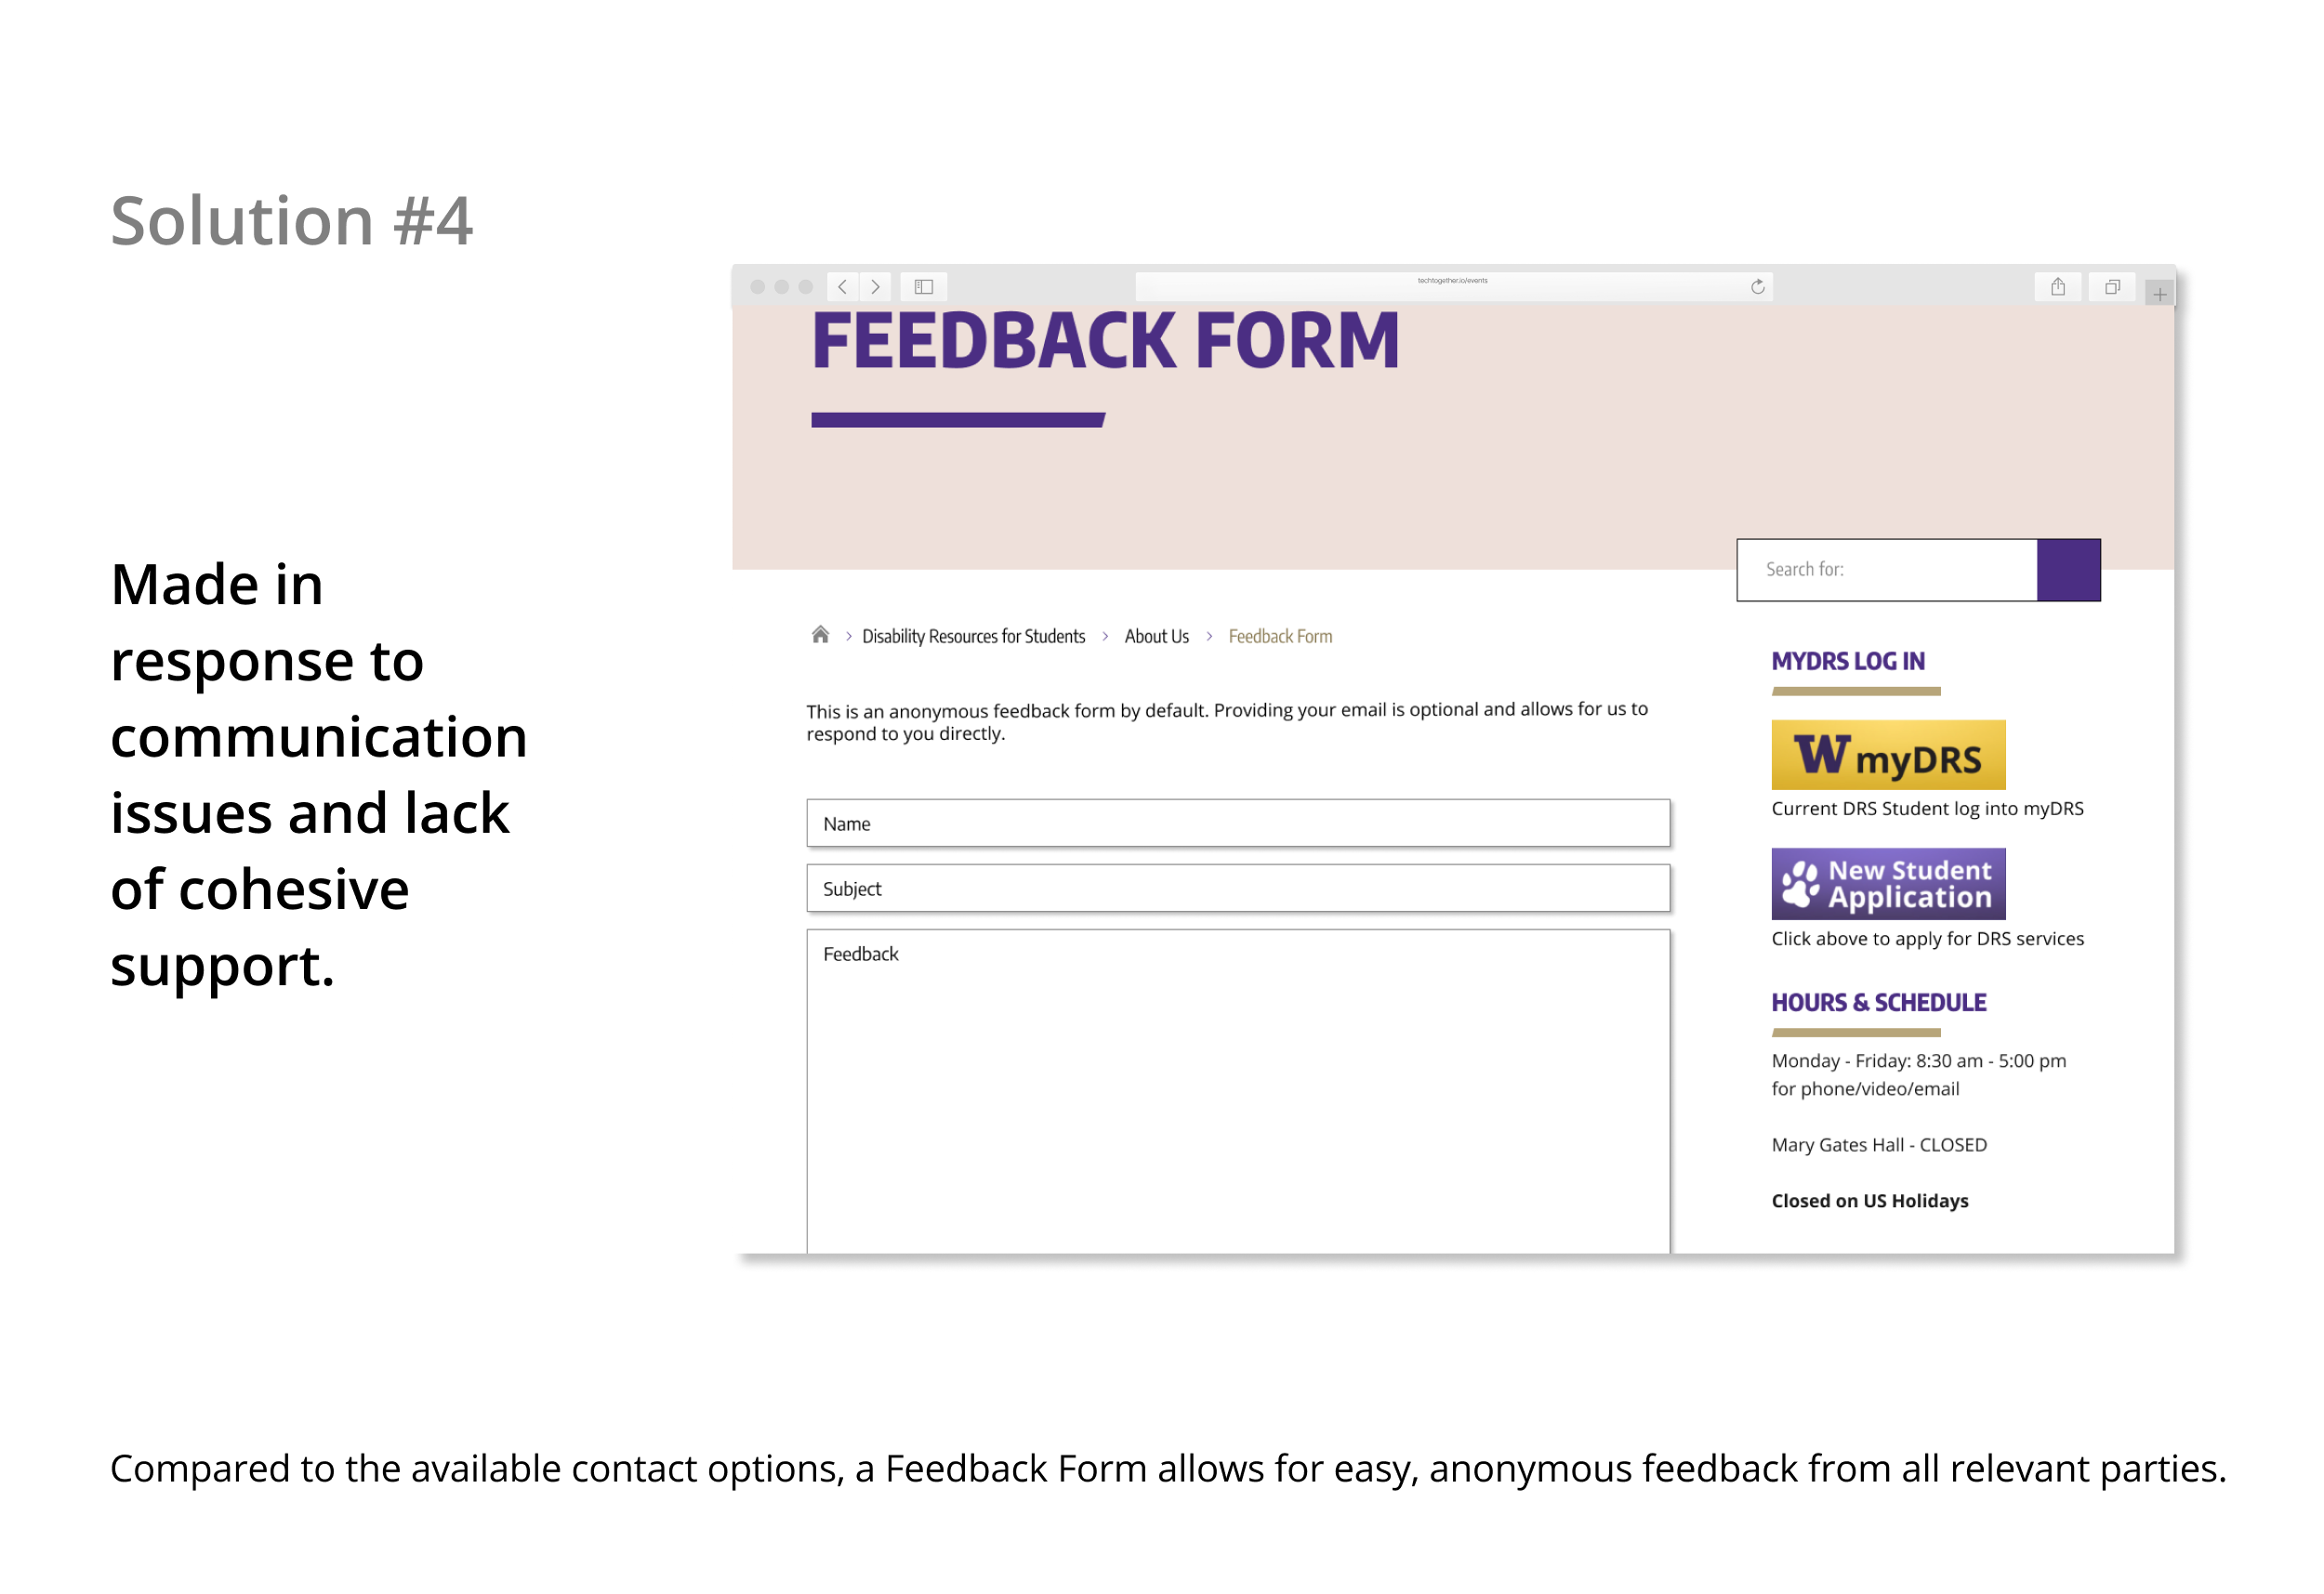 Solution #4
Made in
response to
communication
issues and lack
of cohesive
support.
techtogether.io/events
FEEDBACK FORM
Search for:
Disability Resources for Students > About Us > Feedback Form
This is an anonymous feedback form by default. Providing your email is optional and allows for us to
respond to you directly.
Name
Subject
Feedback
MYDRS LOG IN
W myDRS
Current DRS Student log into myDRS
New Student
Application
Click above to apply for DRS services
HOURS & SCHEDULE
Monday - Friday: 8:30 am - 5:00 pm
for phone/video/email
Mary Gates Hall - CLOSED
Closed on US Holidays
Compared to the available contact options, a Feedback Form allows for easy, anonymous feedback from all relevant parties.